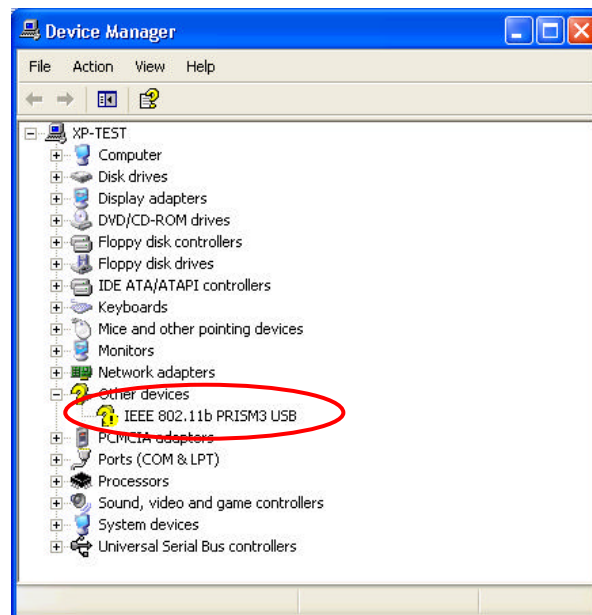 Device Manager
File Action View Help
XP-TEST
Computer
Disk drives
Display adapters
DVD/CD-ROM drives
Floppy disk controllers
Floppy disk drives
IDE ATA/ATAPI controllers
Keyboards
Mice and other pointing devices
Monitors
Network adapters
Other devices
IEEE 802.11b PRISM3 USB
PCMCIA adapters
Ports (COM & LPT)
Processors
Sound, video and game controllers
System devices
Universal Serial Bus controllers